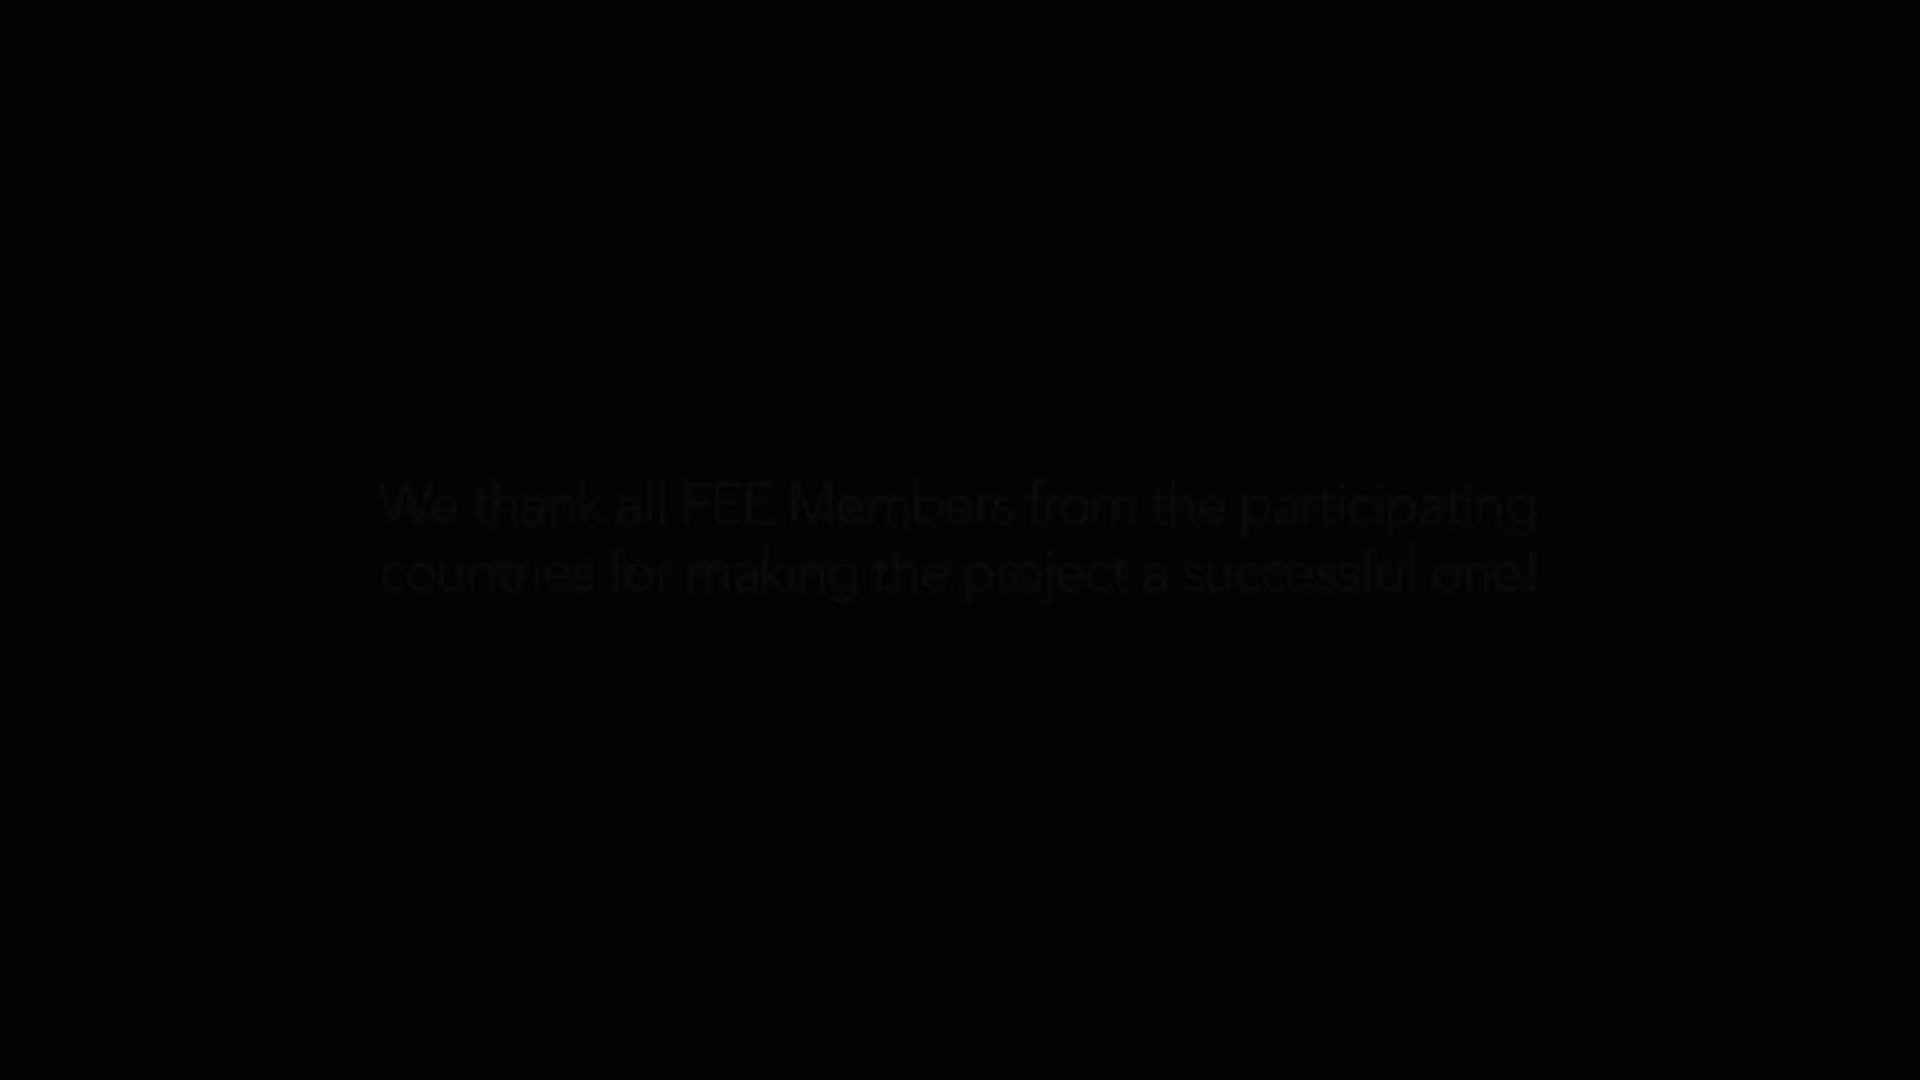 We thank all FEE Members from the participating
countries for making the project a successful one!